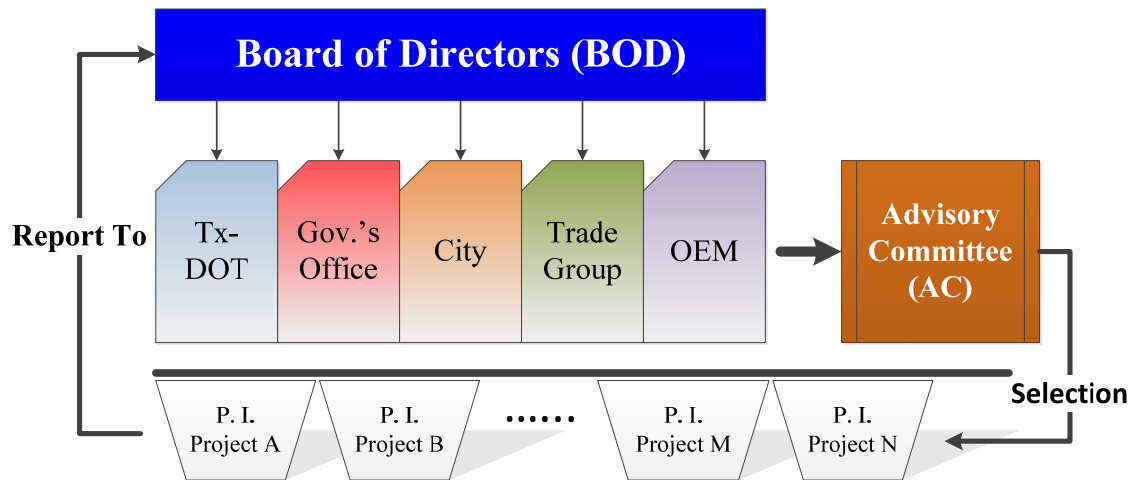 Board of Directors (BOD)
Report To
Tx-
DOT
Gov.'s
Office
City
Trade
Group
OEM
Advisory
Committee
(AC)
Selection
P. I.
Project A
P. I.
Project B
......
P. I.
Project M
P. I.
Project N